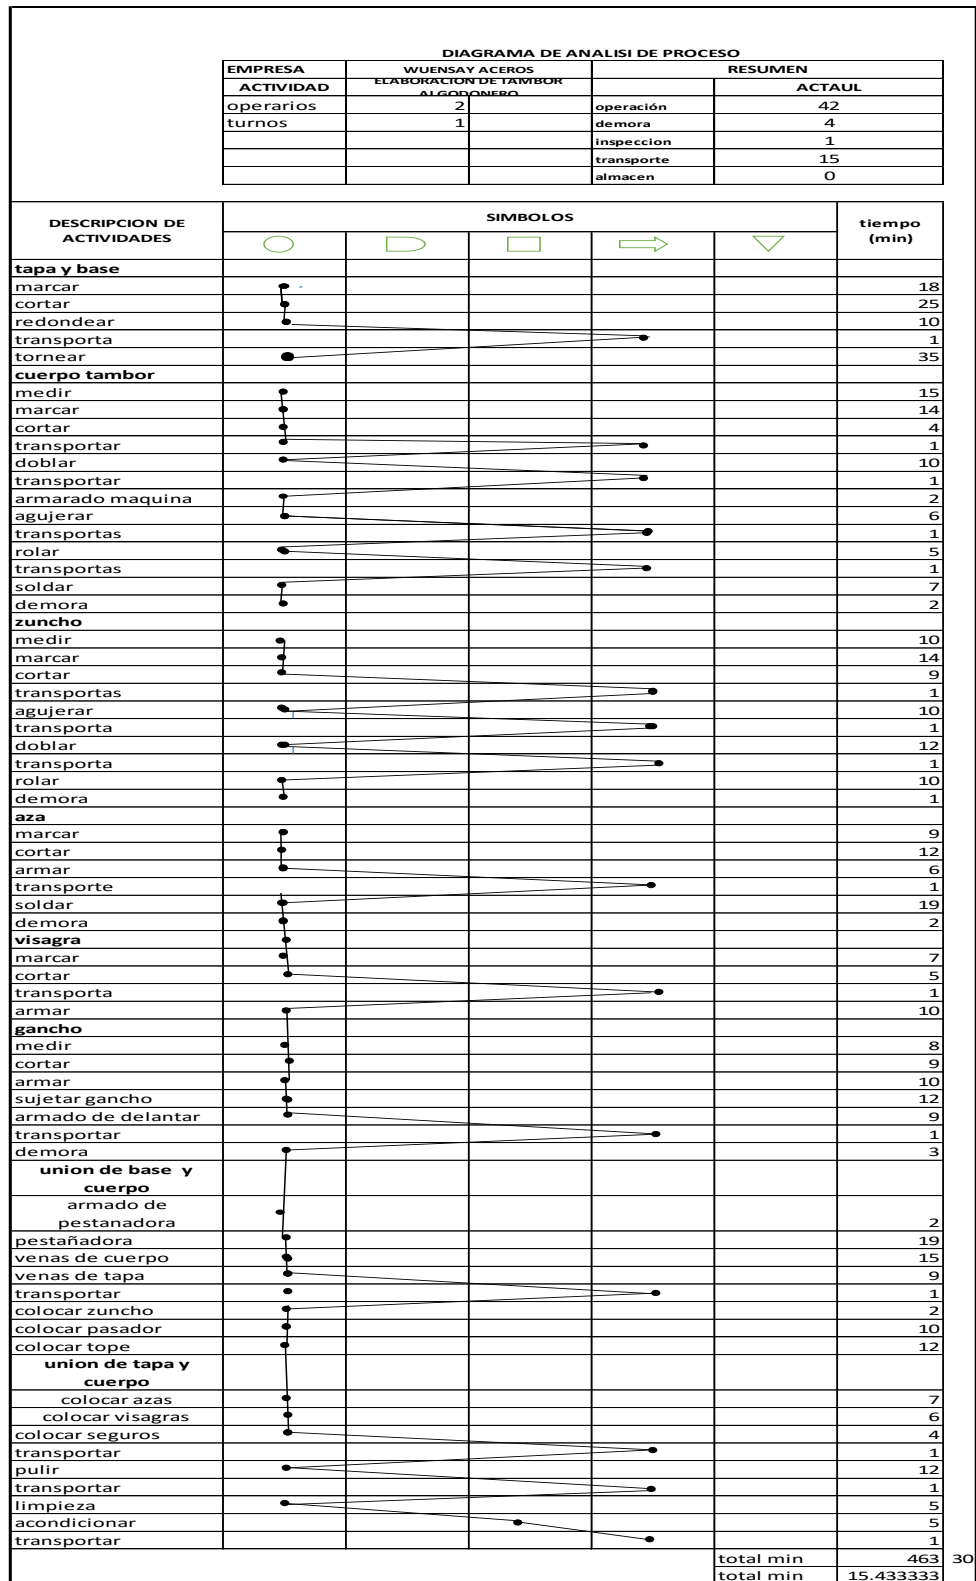 DIAGRAMA DE ANALISI DE PROCESO
EMPRESA WUENSAY ACEROS RESUMEN
ACTIVIDAD ELABORACION DE TAMBOR ALGODONERO ACTAUL
operarios 2 operación 42
turnos 1 demora 4
inspeccion 1
transporte 15
almacen 0
DESCRIPCION DE ACTIVIDADES SIMBOLOS tiempo (min)
tapa y base
marcar 18
cortar 25
redondear 10
transporta 1
tornear 35
cuerpo tambor
medir 15
marcar 14
cortar 4
transportar 1
doblar 10
transportar 1
armarado maquina 2
agujerar 6
transportas 1
rolar 5
transportas 1
soldar 7
demora 2
zuncho
medir 10
marcar 14
cortar 9
transportas 1
agujerar 10
transporta 1
doblar 12
transporta 1
rolar 10
demora 1
aza
marcar 9
cortar 12
armar 6
transporte 1
soldar 19
demora 2
visagra
marcar 7
cortar 5
transporta 1
armar 10
gancho
medir 8
cortar 9
armar 10
sujetar gancho 12
armado de delantar 9
transportar 1
demora 3
union de base y
cuerpo
armado de
pestanadora 2
pestañadora 19
venas de cuerpo 15
venas de tapa 9
transportar 1
colocar zuncho 2
colocar pasador 10
colocar tope 12
union de tapa y
cuerpo
colocar azas 7
colocar visagras 6
colocar seguros 4
transportar 1
pulir 12
transportar 1
limpieza 5
acondicionar 5
transportar 1
total min 463 30
total min 15.433333